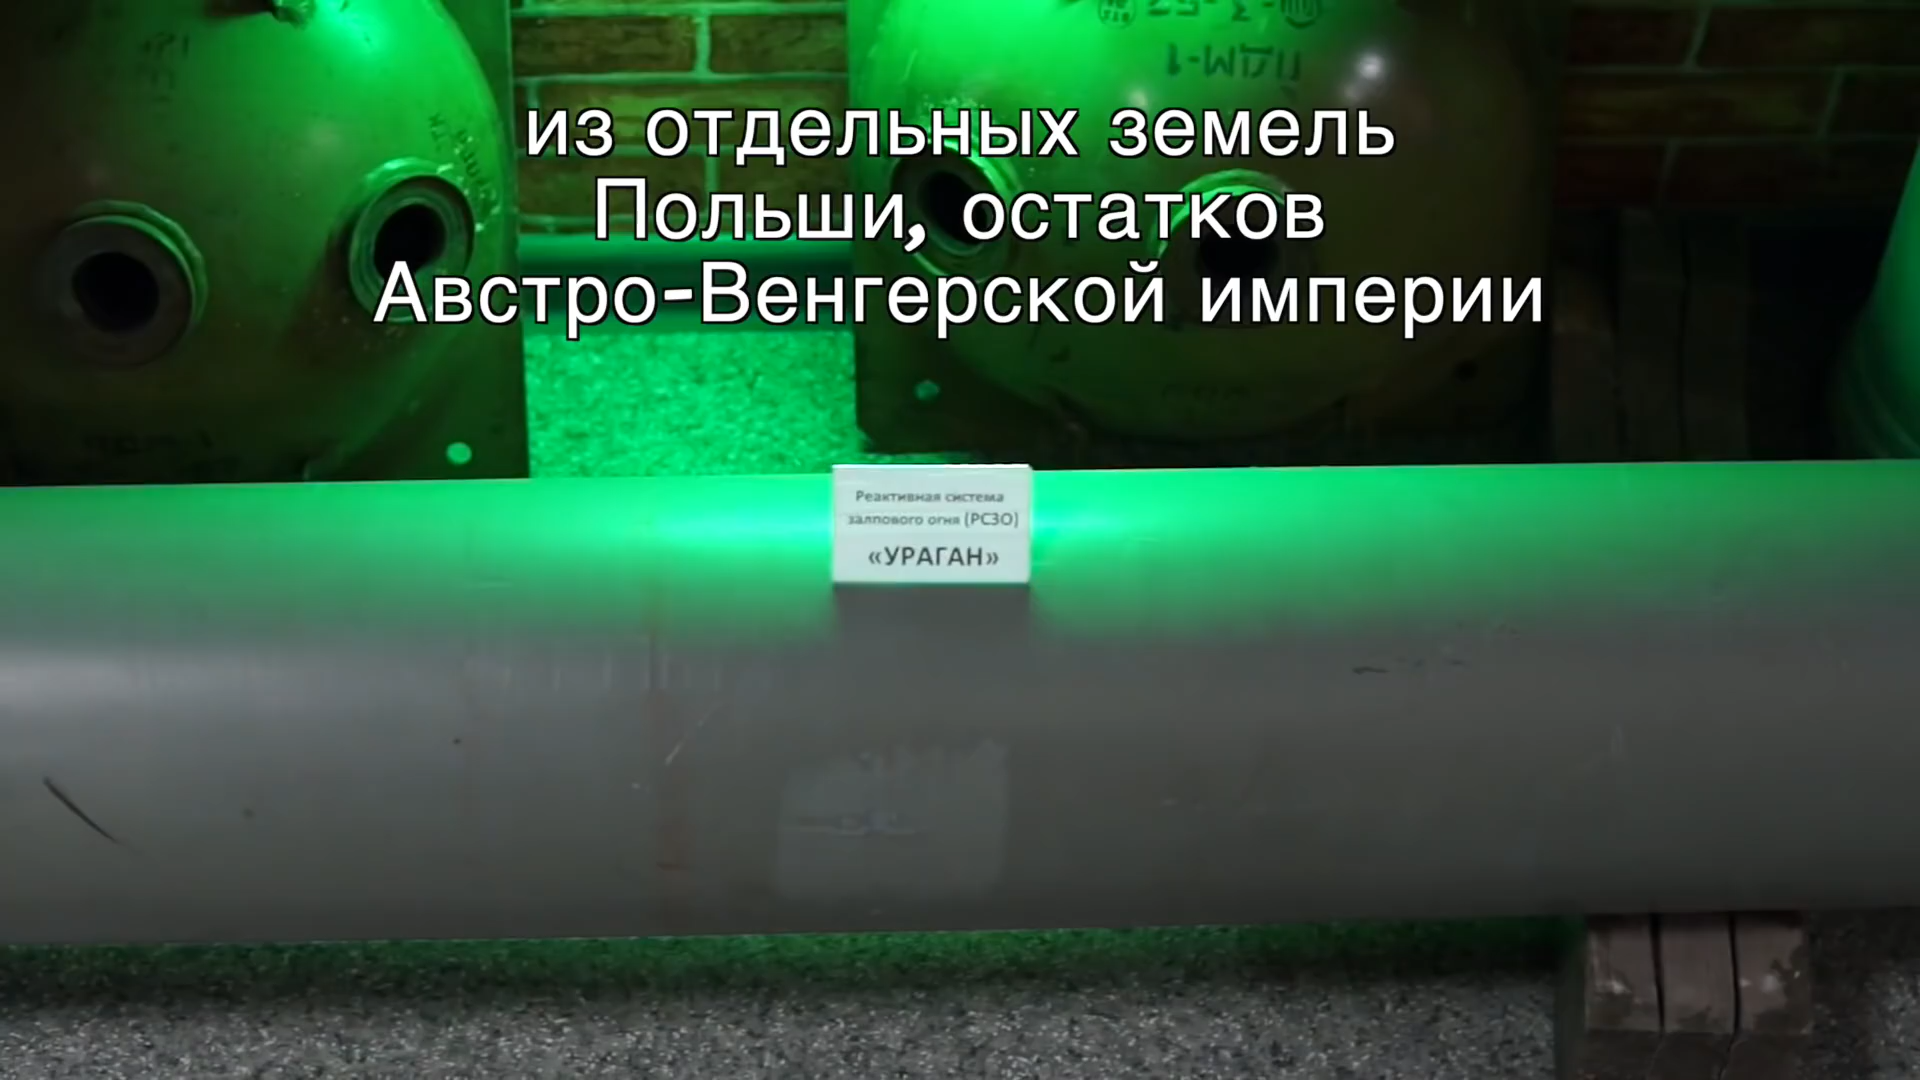 из отдельных земель
Польши, остатков
Австро-Венгерской империи
Реактивная система
залпового огня (РСЗО)
«УРАГАН»